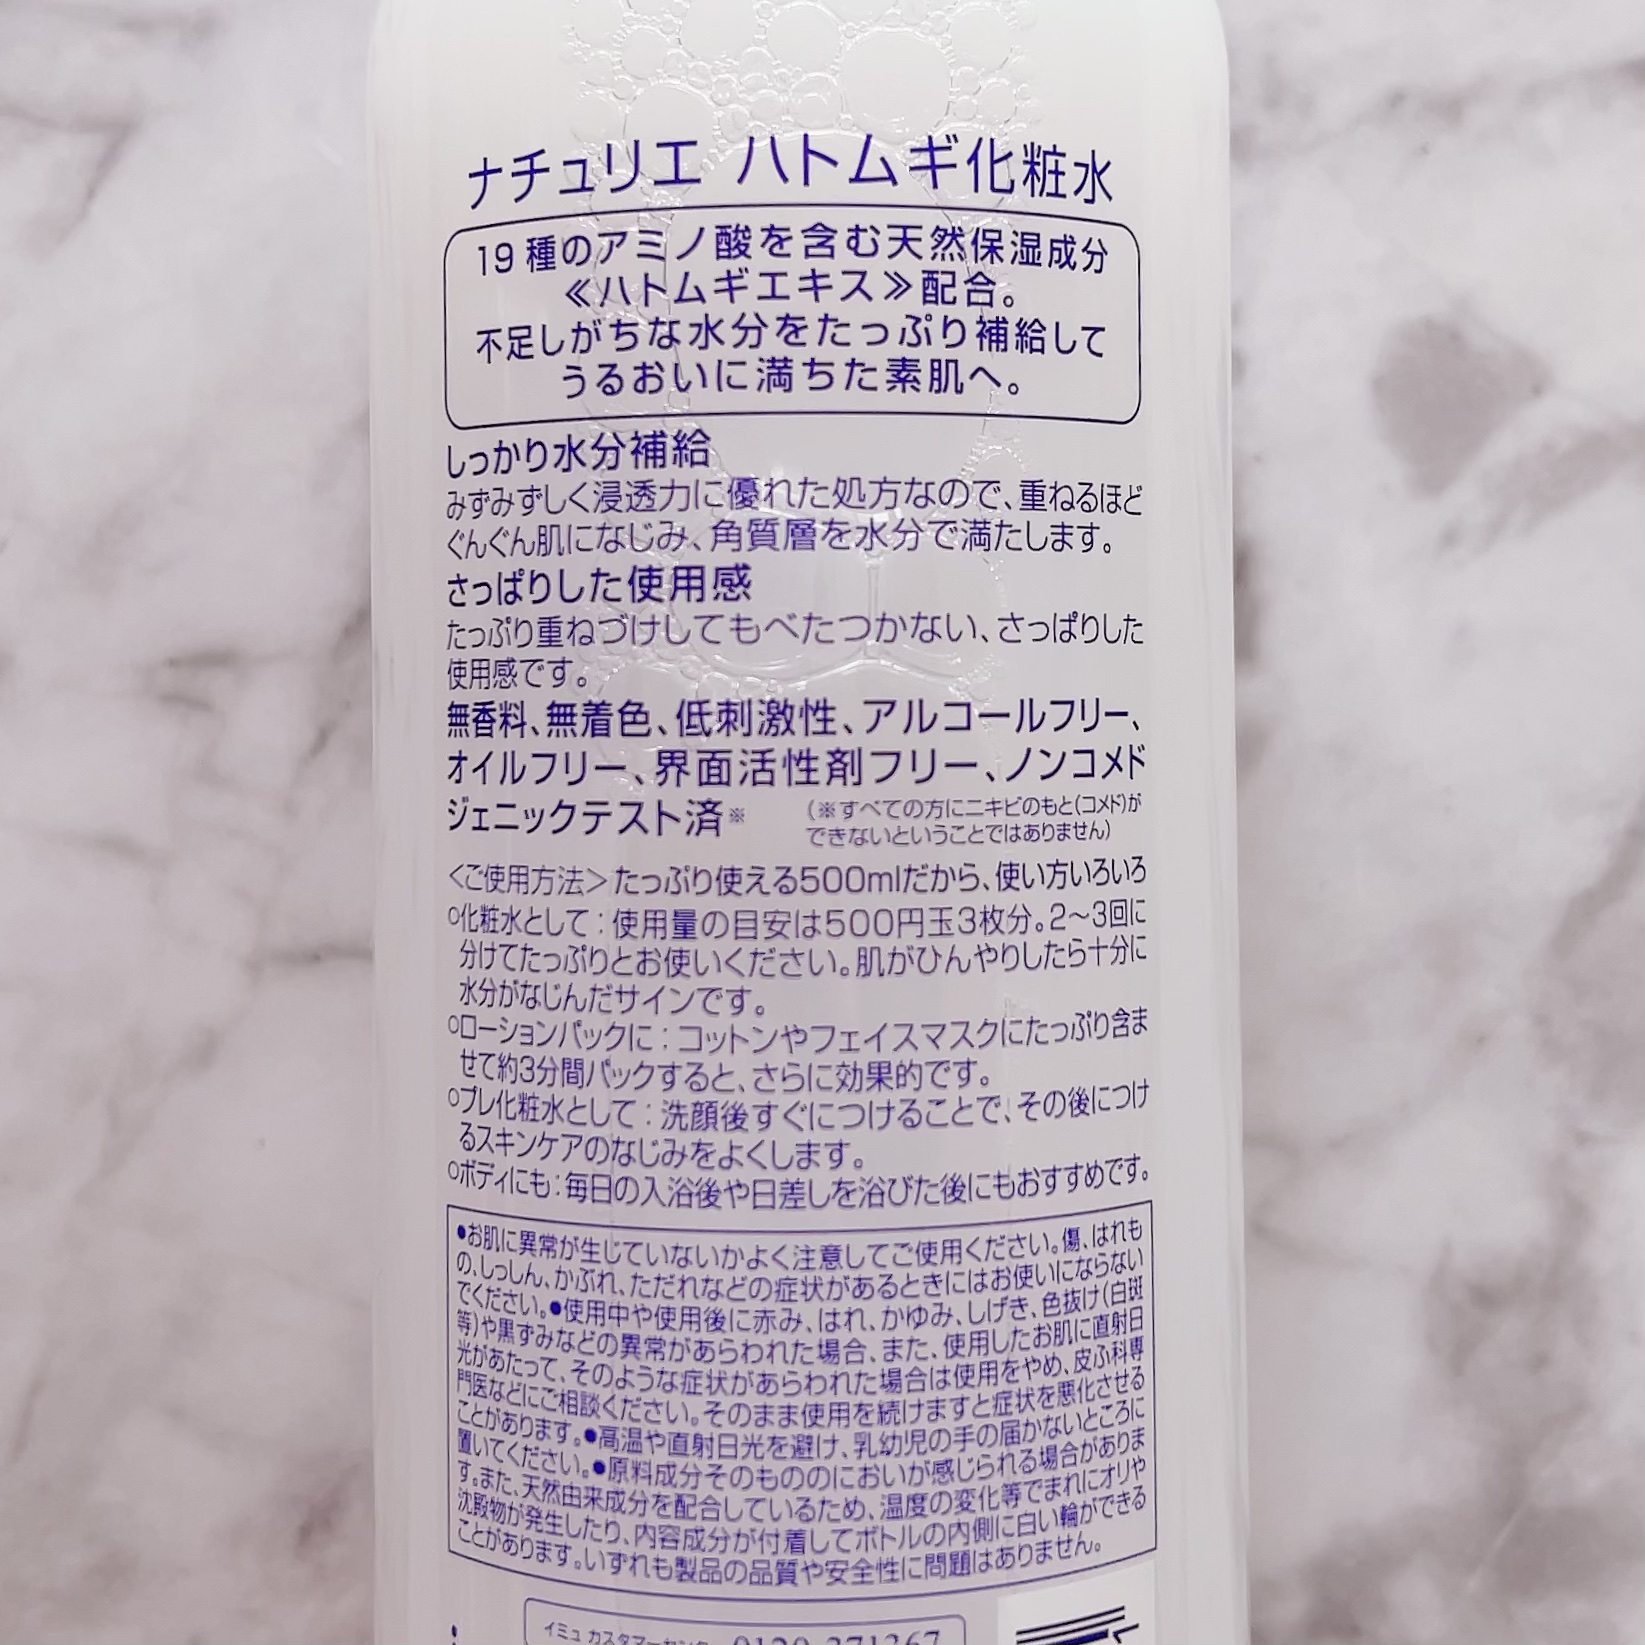 ナチュリエ ハトムギ化粧水
19種のアミノ酸を含む天然保湿成分
≪ハトムギエキス≫配合。
不足しがちな水分をたっぷり補給して
うるおいに満ちた素肌へ。
しっかり水分補給
みずみずしく浸透力に優れた処方なので、重ねるほど
ぐんぐん肌になじみ、角質層を水分で満たします。
さっぱりした使用感
たっぷり重ねづけしてもべたつかない、さっぱりした
使用感です。
無香料、無着色、低刺激性、アルコールフリー、
オイルフリー、界面活性剤フリー、ノンコメド
ジェニックテスト済※
(※すべての方にニキビのもと(コメド)が
できないということではありません)
<ご使用方法>たっぷり使える500mlだから、使い方いろいろ
○化粧水として：使用量の目安は500円玉3枚分。2〜3回に
分けてたっぷりとお使いください。肌がひんやりしたら十分に
水分がなじんだサインです。
○ローションパックに：コットンやフェイスマスクにたっぷり含ま
せて約3分間パックすると、さらに効果的です。
○プレ化粧水として：洗顔後すぐにつけることで、その後につけ
るスキンケアのなじみをよくします。
○ボディにも：毎日の入浴後や日差しを浴びた後にもおすすめです。
●お肌に異常が生じていないかよく注意してご使用ください。傷、はれも
の、しっしん、かぶれ、ただれなどの症状があるときにはお使いにならない
でください。●使用中や使用後に赤み、はれ、かゆみ、しげき、色抜け(白斑
等)や黒ずみなどの異常があらわれた場合、また、使用したお肌に直射日
光があたって、そのような症状があらわれた場合は使用をやめ、皮ふ科専
門医などにご相談ください。そのまま使用を続けますと症状を悪化させる
ことがあります。●高温や直射日光を避け、乳幼児の手の届かないところに
置いてください。●原料成分そのもののにおいが感じられる場合がありま
す。また、天然由来成分を配合しているため、温度の変化等でまれにオリや
沈殿物が発生したり、内容成分が付着してボトルの内側に白い輪ができる
ことがあります。いずれも製品の品質や安全性に問題はありません。
イミュ カスタマーセンター 0120-371367